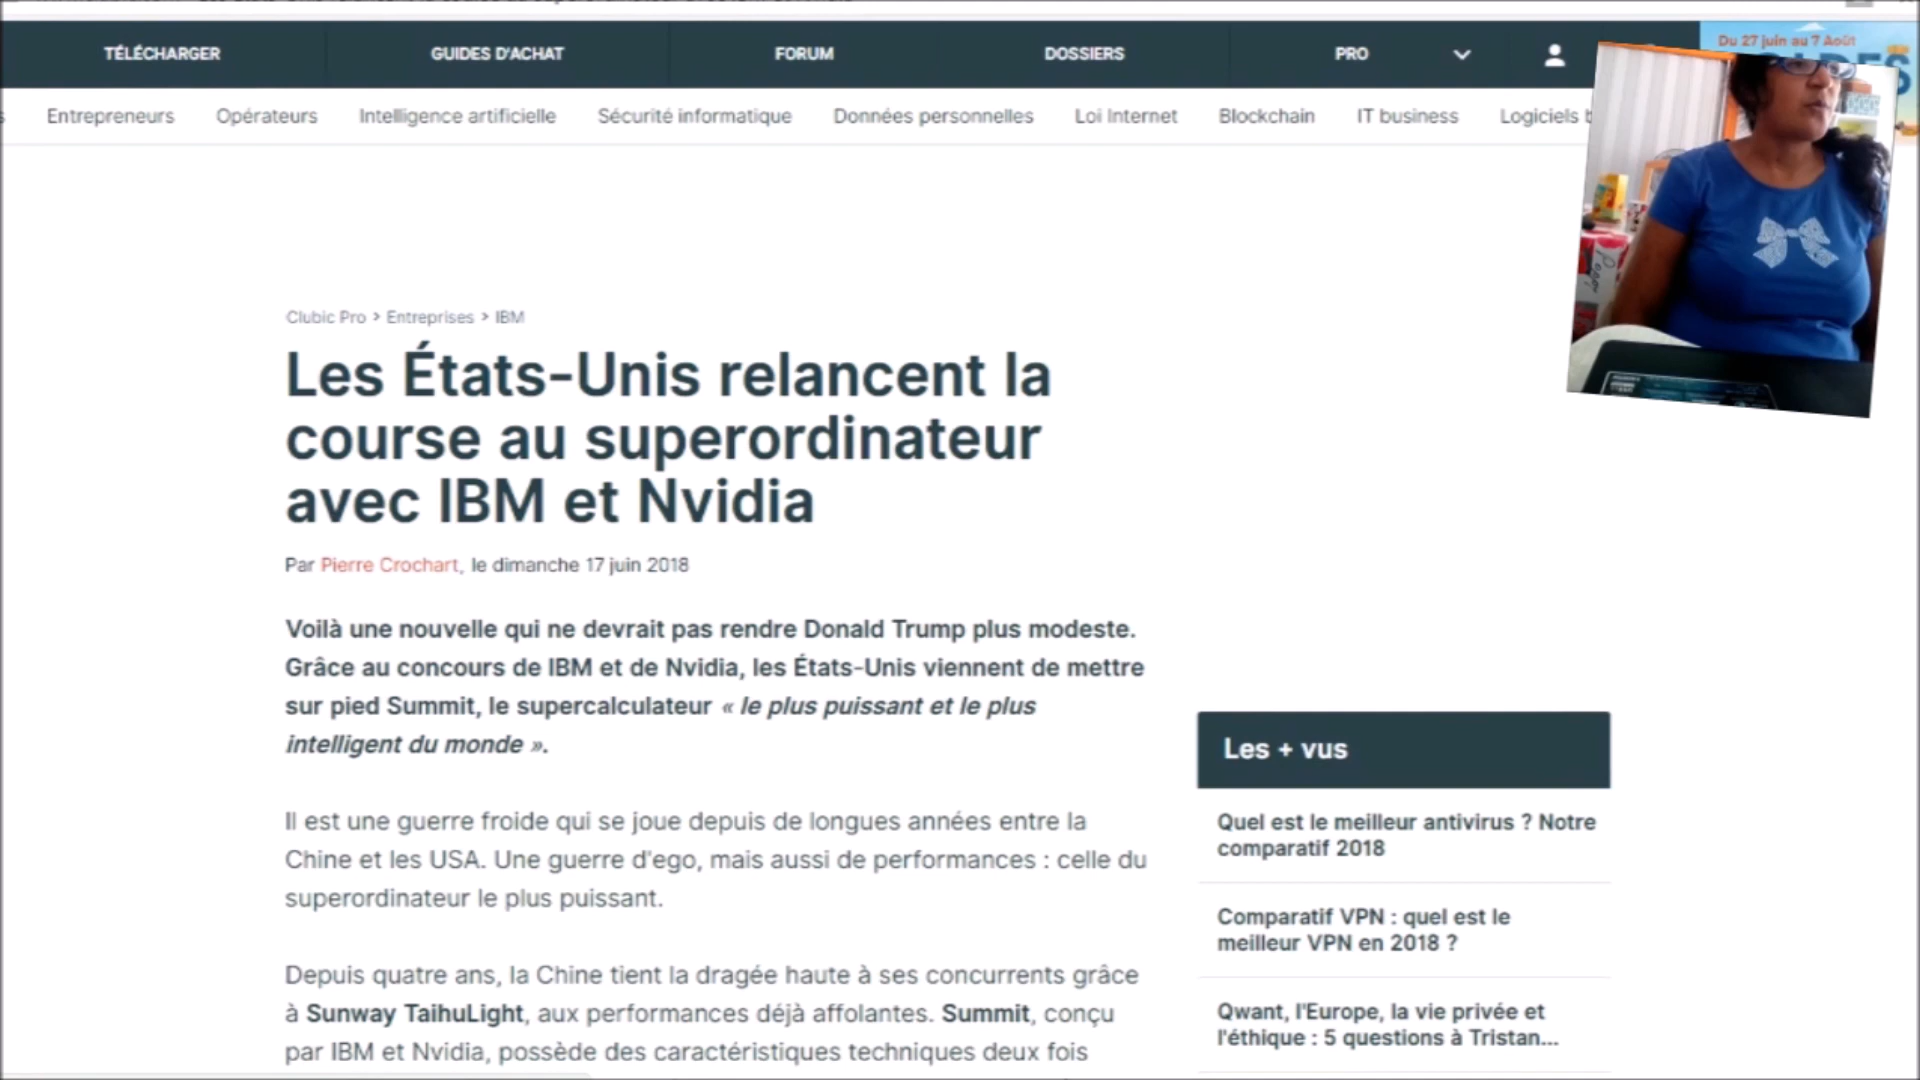 TÉLÉCHARGER GUIDES D'ACHAT FORUM DOSSIERS PRO
Du 27 juin au 7 Août
Entrepreneurs Opérateurs Intelligence artificielle Sécurité informatique Données personnelles Loi Internet Blockchain IT business Logiciels
Clubic Pro > Entreprises > IBM
Les États-Unis relancent la
course au superordinateur
avec IBM et Nvidia
Par Pierre Crochart, le dimanche 17 juin 2018
Voilà une nouvelle qui ne devrait pas rendre Donald Trump plus modeste.
Grâce au concours de IBM et de Nvidia, les États-Unis viennent de mettre
sur pied Summit, le supercalculateur « le plus puissant et le plus
intelligent du monde ».
Il est une guerre froide qui se joue depuis de longues années entre la
Chine et les USA. Une guerre d'ego, mais aussi de performances : celle du
superordinateur le plus puissant.
Depuis quatre ans, la Chine tient la dragée haute à ses concurrents grâce
à Sunway TaihuLight, aux performances déjà affolantes. Summit, conçu
par IBM et Nvidia, possède des caractéristiques techniques deux fois
Les + vus
Quel est le meilleur antivirus ? Notre
comparatif 2018
Comparatif VPN : quel est le
meilleur VPN en 2018 ?
Qwant, l'Europe, la vie privée et
l'éthique : 5 questions à Tristan...